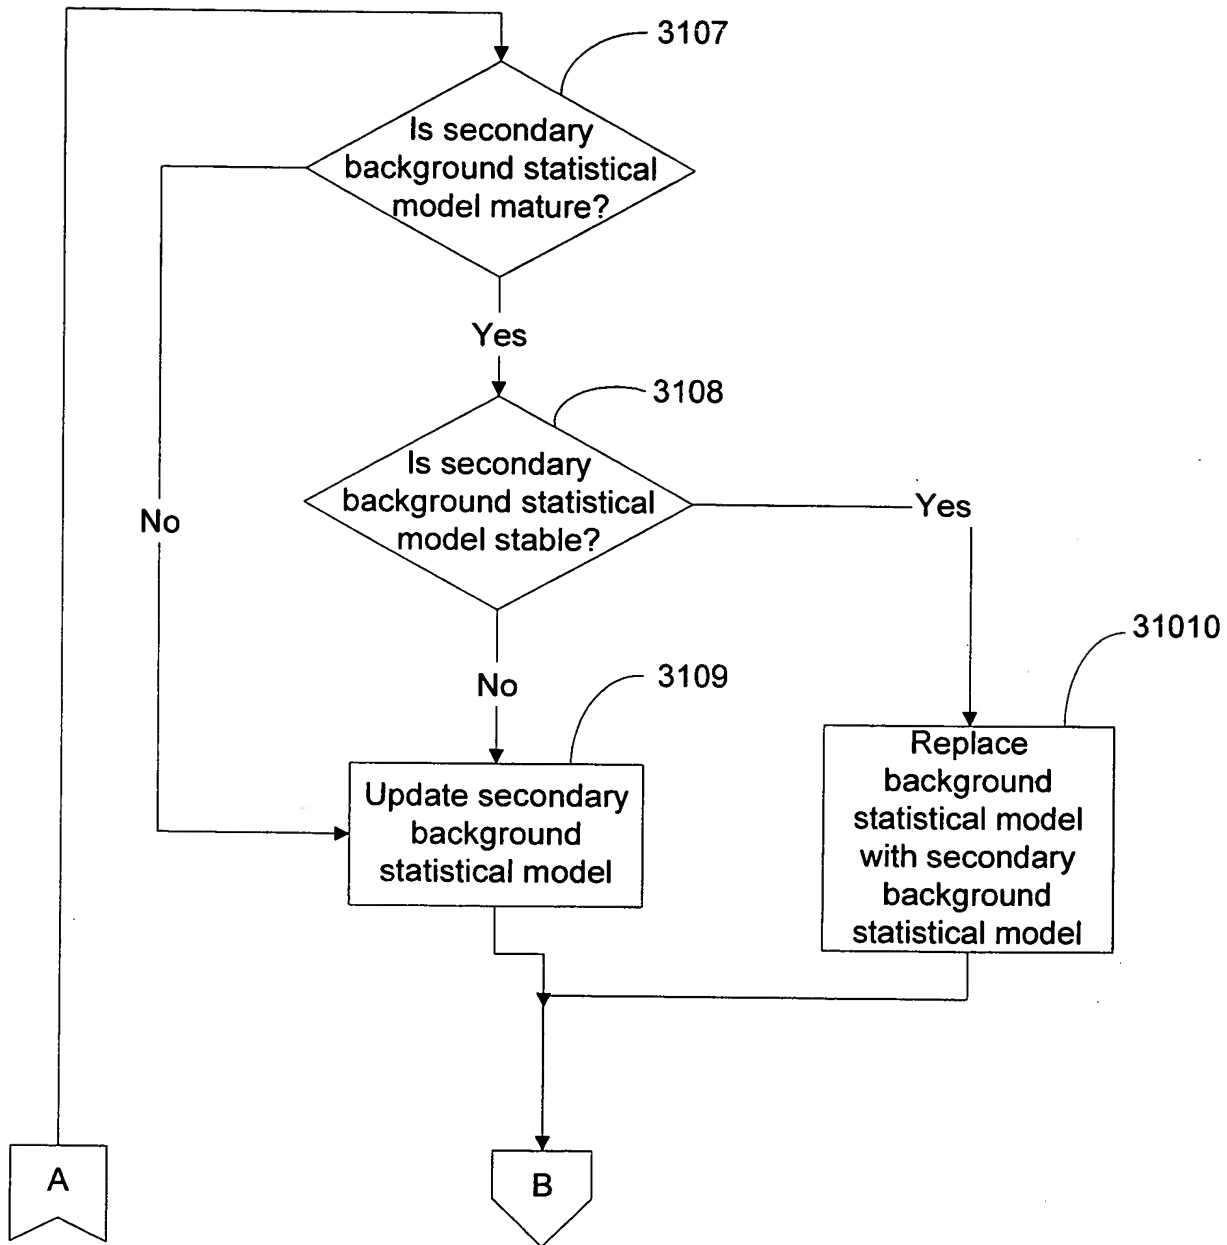 3107
Is secondary
background statistical
model mature?
Yes
3108
Is secondary
background statistical
model stable?
No
Yes
31010
No
3109
Replace
background
statistical model
with secondary
background
statistical model
Update secondary
background
statistical model
A
B